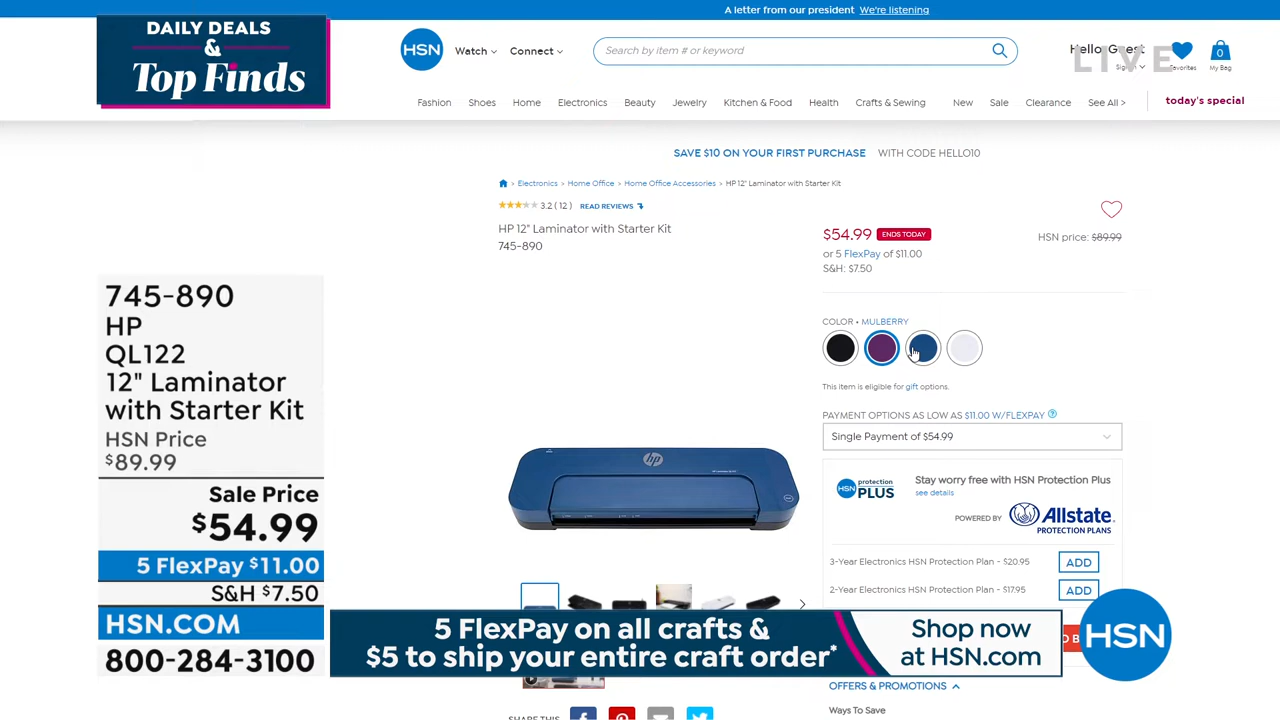 A letter from our president We're listening
DAILY DEALS
&
Top Finds
HSN
Watch
Connect
Search by item # or keyword
Hello Guest
LIVE
Favorites
0
My Bag
Fashion Shoes Home Electronics Beauty Jewelry Kitchen & Food Health Crafts & Sewing New Sale Clearance See All > today's special
SAVE $10 ON YOUR FIRST PURCHASE WITH CODE HELLO10
> Electronics > Home Office > Home Office Accessories > HP 12" Laminator with Starter Kit
3.2 ( 12 ) READ REVIEWS
HP 12" Laminator with Starter Kit
745-890
$54.99 ENDS TODAY
HSN price: $89.99
or 5 FlexPay of $11.00
S&H: $7.50
COLOR • MULBERRY
This item is eligible for gift options.
PAYMENT OPTIONS AS LOW AS $11.00 W/FLEXPAY ?
Single Payment of $54.99
HSN protection PLUS
Stay worry free with HSN Protection Plus
see details
POWERED BY Allstate
PROTECTION PLANS
3-Year Electronics HSN Protection Plan - $20.95 ADD
2-Year Electronics HSN Protection Plan - $17.95 ADD
hp
745-890
HP
QL122
12" Laminator
with Starter Kit
HSN Price
$89.99
Sale Price
$54.99
5 FlexPay $11.00
S&H $7.50
HSN.COM
800-284-3100
5 FlexPay on all crafts &
$5 to ship your entire craft order*
Shop now
at HSN.com
HSN
OFFERS & PROMOTIONS
Ways To Save
SHARE THIS